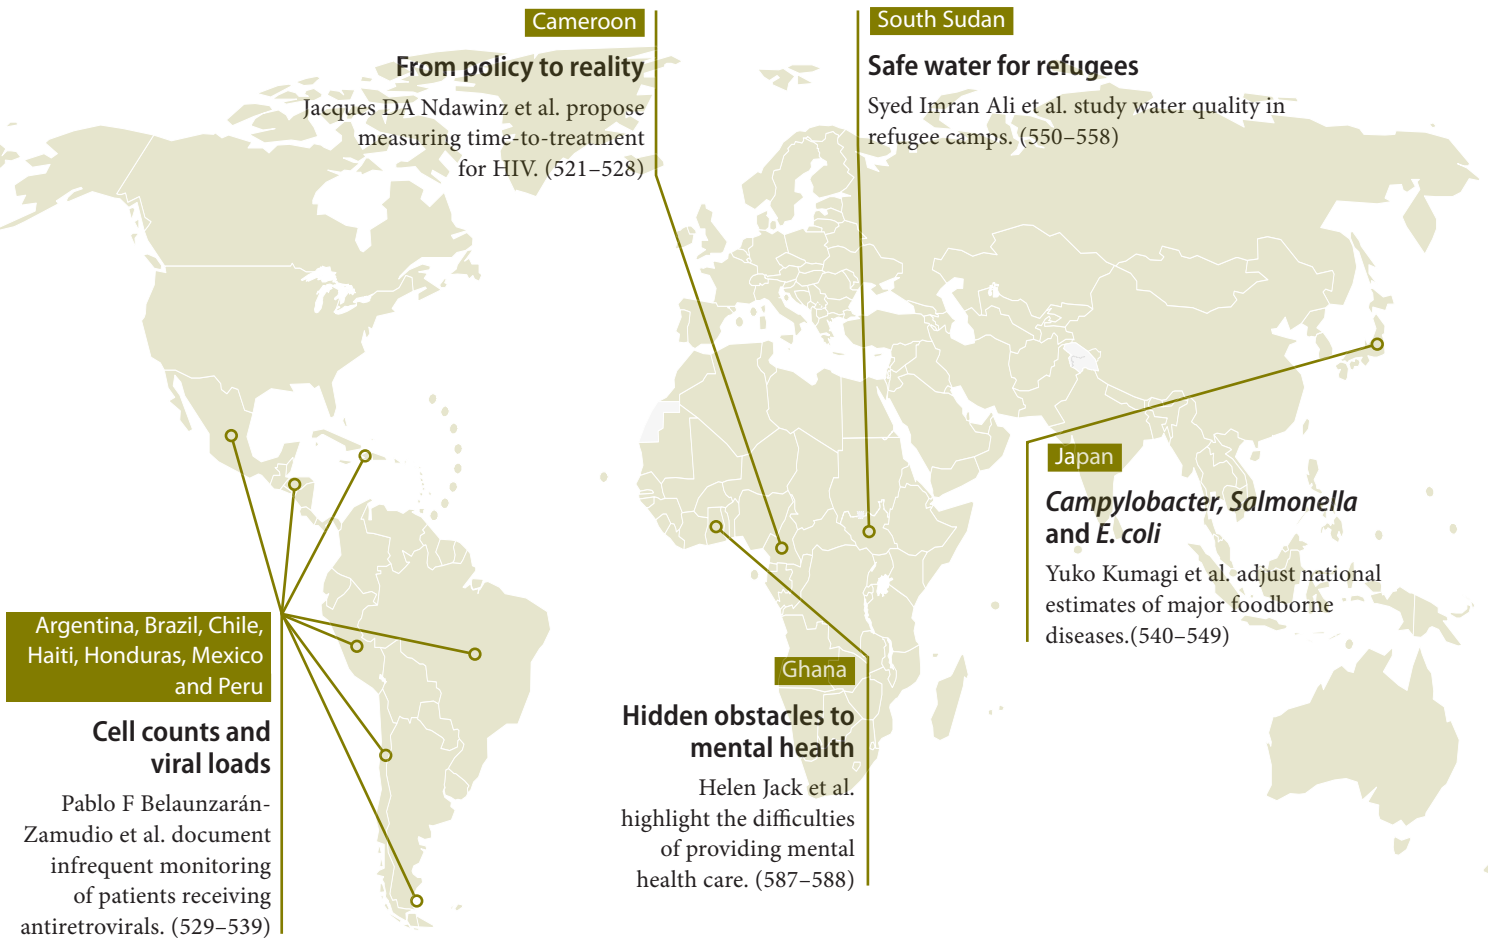 Cameroon
From policy to reality
Jacques DA Ndawinz et al. propose
measuring time-to-treatment
for HIV. (521–528)
South Sudan
Safe water for refugees
Syed Imran Ali et al. study water quality in
refugee camps. (550–558)
Japan
Campylobacter, Salmonella
and E. coli
Yuko Kumagi et al. adjust national
estimates of major foodborne
diseases.(540–549)
Argentina, Brazil, Chile,
Haiti, Honduras, Mexico
and Peru
Cell counts and
viral loads
Pablo F Belaunzarán-
Zamudio et al. document
infrequent monitoring
of patients receiving
antiretrovirals. (529–539)
Ghana
Hidden obstacles to
mental health
Helen Jack et al.
highlight the difficulties
of providing mental
health care. (587–588)